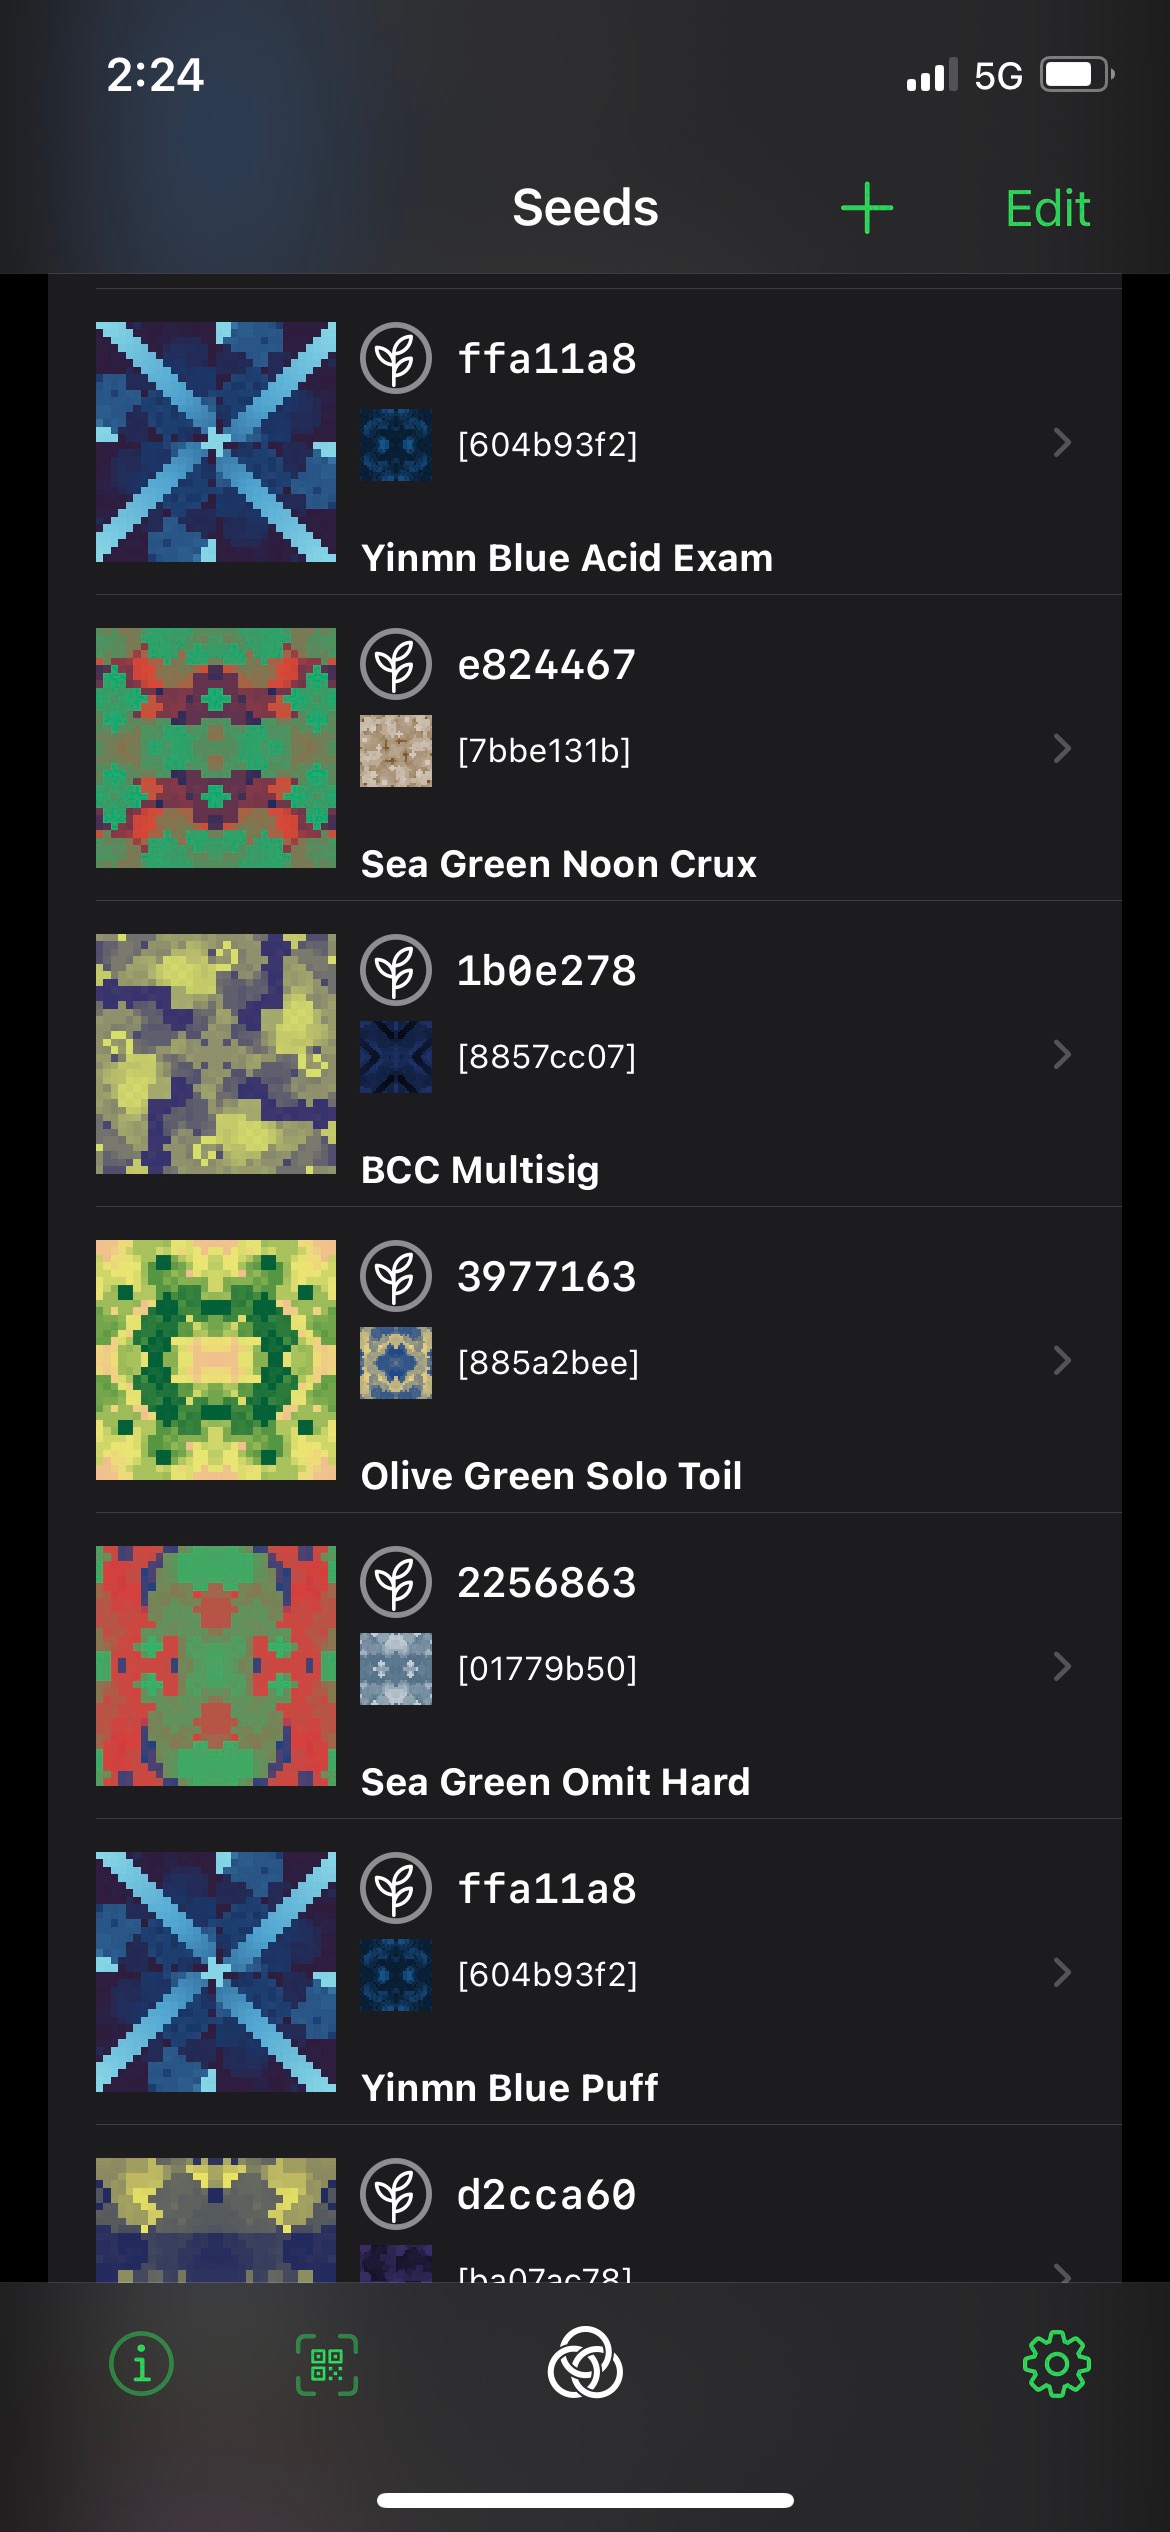 2:24
5G
Seeds
Edit
ffa11a8
[604b93f2]
Yinmn Blue Acid Exam
e824467
[7bbe131b]
Sea Green Noon Crux
1b0e278
[8857cc07]
BCC Multisig
3977163
[885a2bee]
Olive Green Solo Toil
2256863
[01779b50]
Sea Green Omit Hard
ffa11a8
[604b93f2]
Yinmn Blue Puff
d2cca60
[ba07ac78]